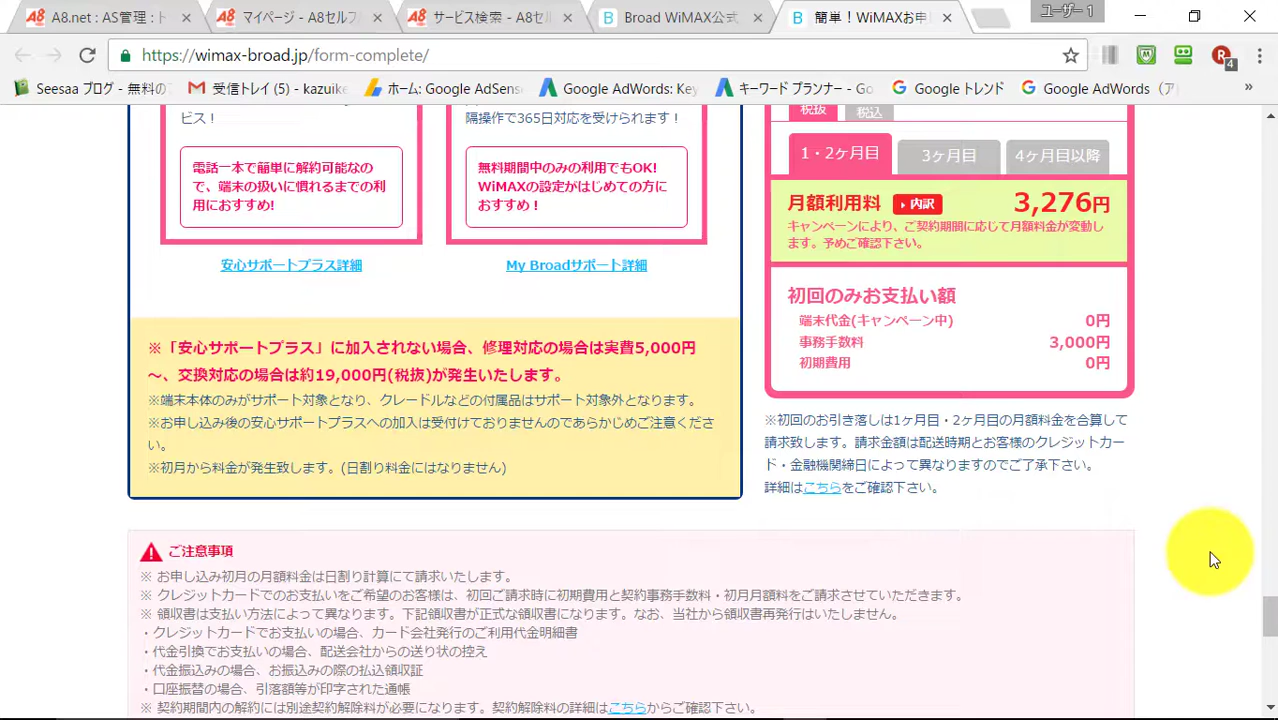 A8.net : AS管理 : ト
マイページ - A8セルフ
サービス検索 - A8セル
Broad WiMAX公式
簡単！WiMAXお申
ユーザー 1
https://wimax-broad.jp/form-complete/
4
Seesaa ブログ - 無料の
受信トレイ (5) - kazuike
ホーム: Google AdSens
Google AdWords: Key
キーワード プランナー - Go
Google トレンド
Google AdWords（ア
»
ビス！
電話一本で簡単に解約可能なの
で、端末の扱いに慣れるまでの利
用におすすめ!
安心サポートプラス詳細
隔操作で365日対応を受けられます！
無料期間中のみの利用でもOK!
WiMAXの設定がはじめての方に
おすすめ！
My Broadサポート詳細
※「安心サポートプラス」に加入されない場合、修理対応の場合は実費5,000円
～、交換対応の場合は約19,000円(税抜)が発生いたします。
※端末本体のみがサポート対象となり、クレードルなどの付属品はサポート対象外となります。
※お申し込み後の安心サポートプラスへの加入は受付けておりませんのであらかじめご注意くださ
い。
※初月から料金が発生致します。(日割り料金にはなりません)
税抜 税込
1・2ヶ月目 3ヶ月目 4ヶ月目以降
月額利用料 内訳 3,276円
キャンペーンにより、ご契約期間に応じて月額料金が変動し
ます。予めご確認下さい。
初回のみお支払い額
端末代金(キャンペーン中) 0円
事務手数料 3,000円
初期費用 0円
※初回のお引き落しは1ヶ月目・2ヶ月目の月額料金を合算して
請求致します。請求金額は配送時期とお客様のクレジットカー
ド・金融機関締日によって異なりますのでご了承下さい。
詳細はこちらをご確認下さい。
ご注意事項
※ お申し込み初月の月額料金は日割り計算にて請求いたします。
※ クレジットカードでのお支払いをご希望のお客様は、初回ご請求時に初期費用と契約事務手数料・初月月額料をご請求させていただきます。
※ 領収書は支払い方法によって異なります。下記領収書が正式な領収書になります。なお、当社から領収書再発行はいたしません。
・クレジットカードでお支払いの場合、カード会社発行のご利用代金明細書
・代金引換でお支払いの場合、配送会社からの送り状の控え
・代金振込みの場合、お振込みの際の払込領収証
・口座振替の場合、引落額等が印字された通帳
※ 契約期間内の解約には別途契約解除料が必要になります。契約解除料の詳細はこちらからご確認下さい。